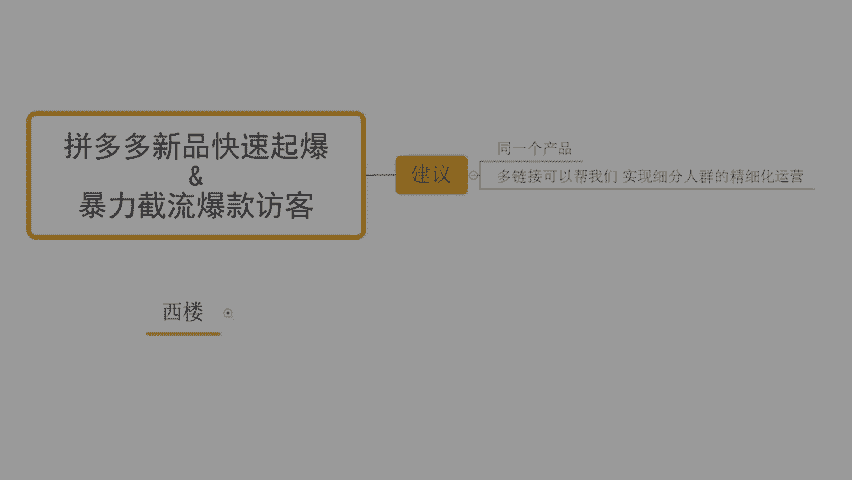 拼多多新品快速起爆
&
暴力截流爆款访客
建议
同一个产品
多链接可以帮我们 实现细分人群的精细化运营
西楼